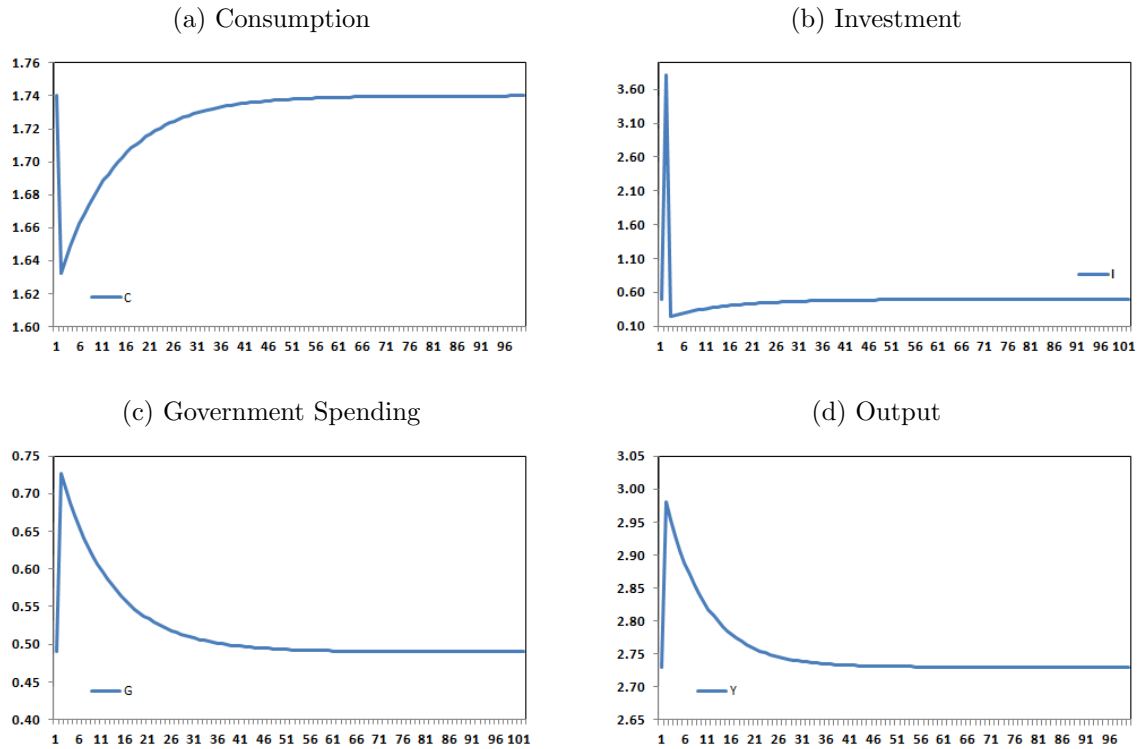 (a) Consumption
1.76
1.74
1.72
1.70
1.68
1.66
1.64
1.62
1.60
C
1 6 11 16 21 26 31 36 41 46 51 56 61 66 71 76 81 86 91 96
(b) Investment
3.60
3.10
2.60
2.10
1.60
1.10
0.60
0.10
I
1 6 11 16 21 26 31 36 41 46 51 56 61 66 71 76 81 86 91 96 101
(c) Government Spending
0.75
0.70
0.65
0.60
0.55
0.50
0.45
0.40
G
1 6 11 16 21 26 31 36 41 46 51 56 61 66 71 76 81 86 91 96 101
(d) Output
3.05
3.00
2.95
2.90
2.85
2.80
2.75
2.70
2.65
Y
1 6 11 16 21 26 31 36 41 46 51 56 61 66 71 76 81 86 91 96